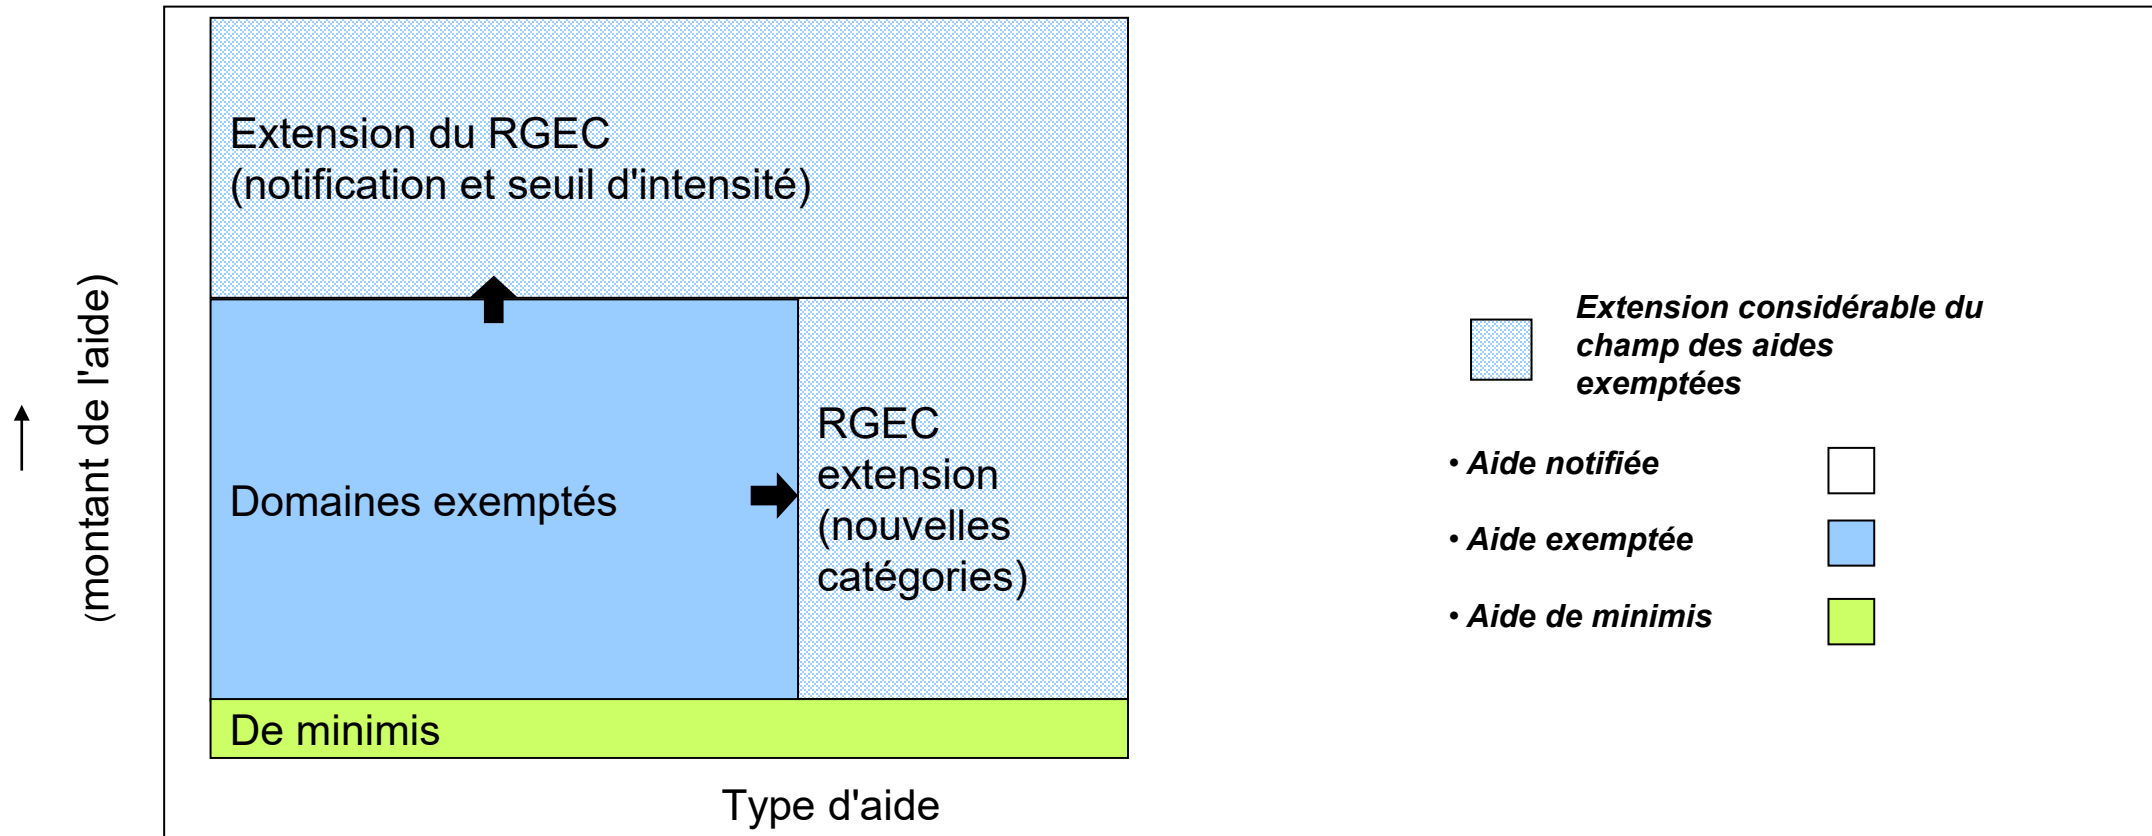 Extension du RGEC
(notification et seuil d'intensité)
(montant de l'aide)
Domaines exemptés
RGEC
extension
(nouvelles
catégories)
De minimis
Type d'aide
Extension considérable du
champ des aides
exemptées
• Aide notifiée
• Aide exemptée
• Aide de minimis